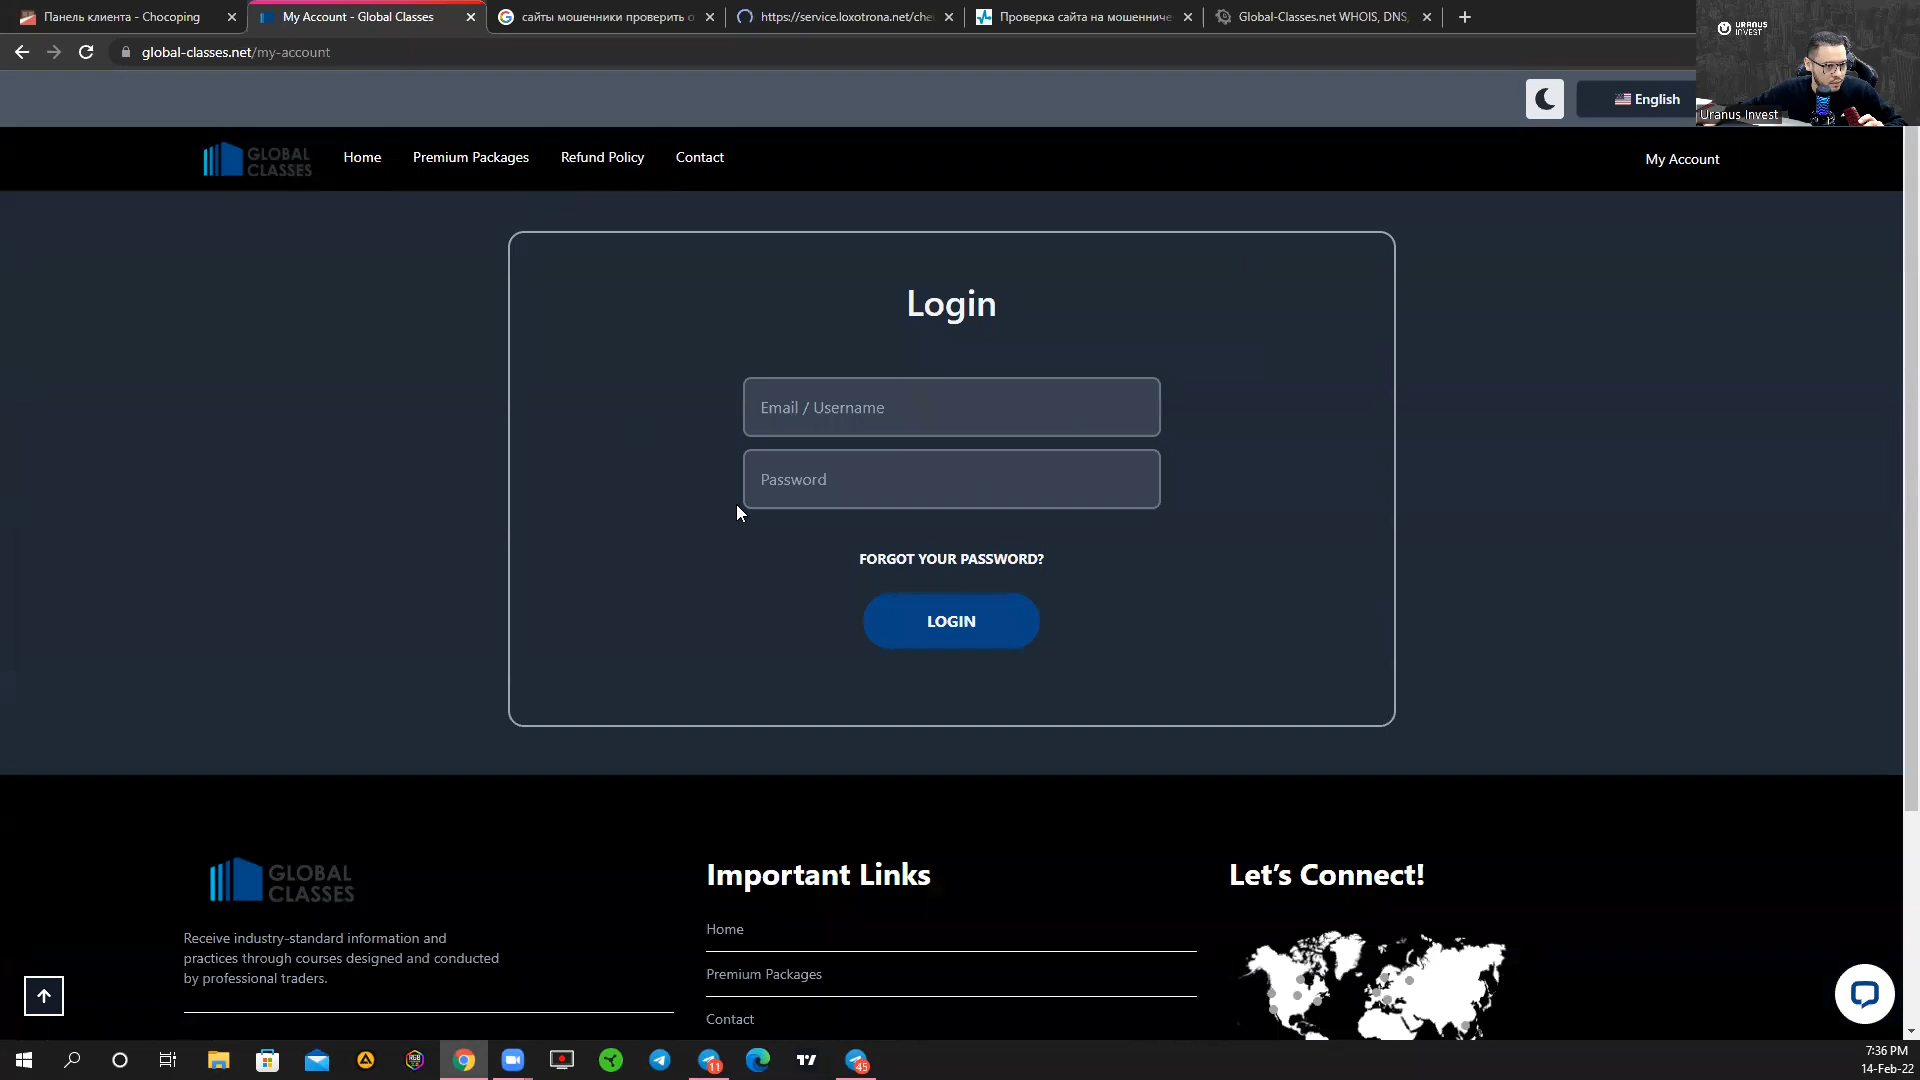 Панель клиента - Chocoping
My Account - Global Classes
сайты мошенники проверить о
https://service.loxotrona.net/che
Проверка сайта на мошенниче
Global-Classes.net WHOIS, DNS,
global-classes.net/my-account
URANUS
INVEST
English
Uranus Invest
GLOBAL
CLASSES
Home
Premium Packages
Refund Policy
Contact
My Account
Login
Email / Username
Password
FORGOT YOUR PASSWORD?
LOGIN
GLOBAL
CLASSES
Receive industry-standard information and
practices through courses designed and conducted
by professional traders.
Important Links
Home
Premium Packages
Contact
Let's Connect!
11
45
7:36 PM
14-Feb-22